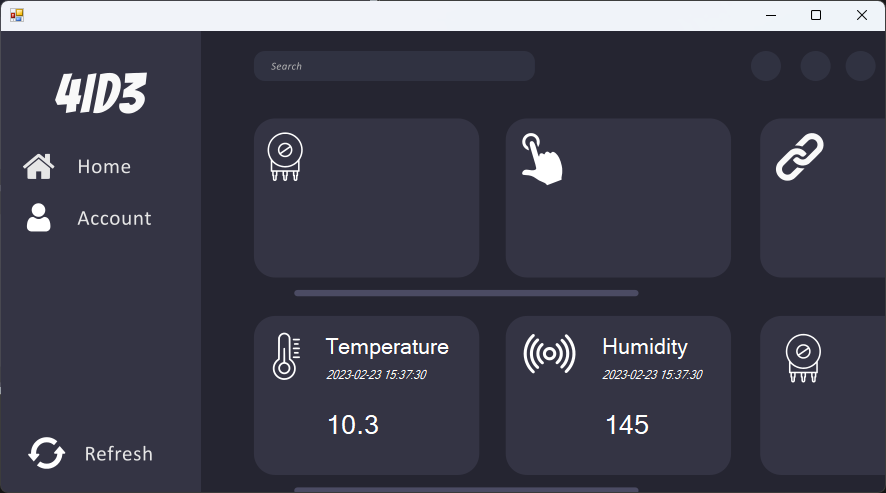 4ID3
Search
Home
Account
Temperature
2023-02-23 15:37:30
10.3
Humidity
2023-02-23 15:37:30
145
Refresh